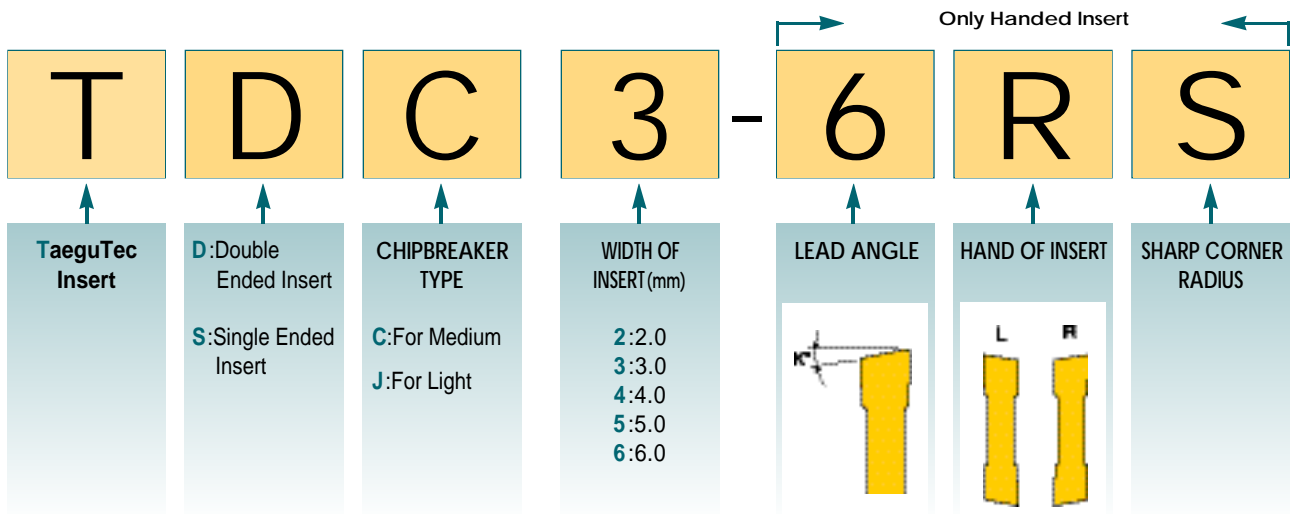 Only Handed Insert
T D C 3 - 6 R S
TaeguTec
Insert
D:Double
Ended Insert
S:Single Ended
Insert
CHIPBREAKER
TYPE
C:For Medium
J:For Light
WIDTH OF
INSERT(mm)
2:2.0
3:3.0
4:4.0
5:5.0
6:6.0
LEAD ANGLE
K°
HAND OF INSERT
L R
SHARP CORNER
RADIUS